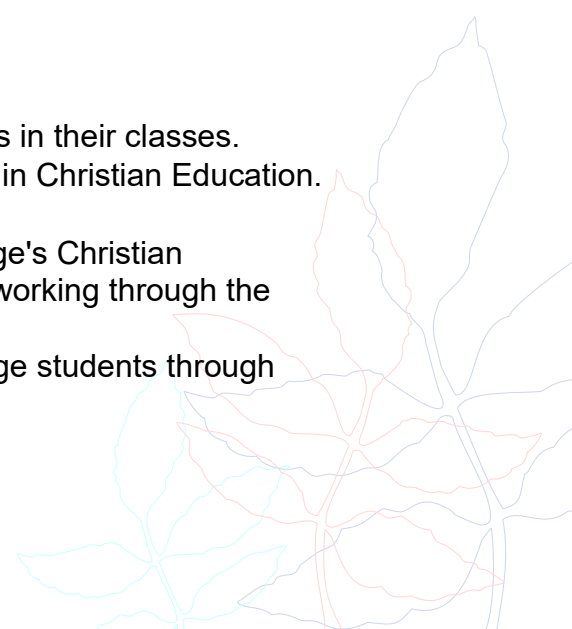 s in their classes.
in Christian Education.
ge's Christian
working through the
ge students through